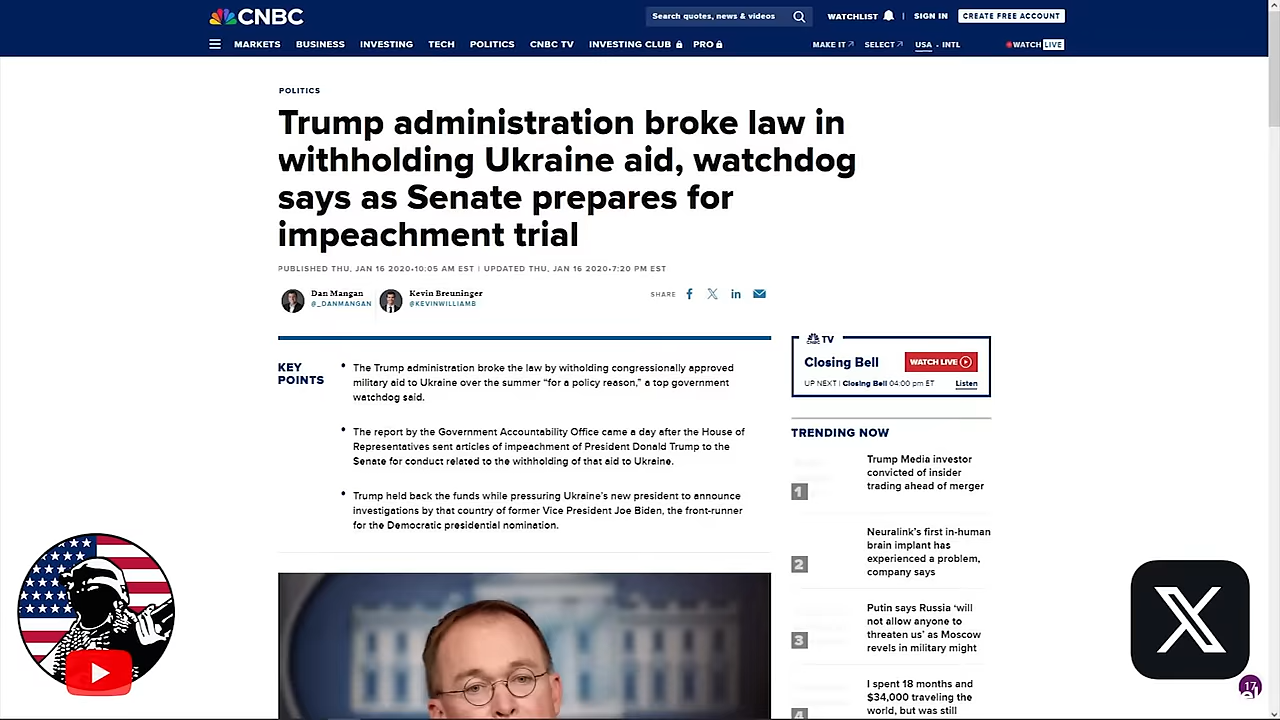 CNBC
Search quotes, news & videos
WATCHLIST
SIGN IN
CREATE FREE ACCOUNT
MARKETS
BUSINESS
INVESTING
TECH
POLITICS
CNBC TV
INVESTING CLUB
PRO
MAKE IT
SELECT
USA · INTL
WATCH LIVE
POLITICS
Trump administration broke law in
withholding Ukraine aid, watchdog
says as Senate prepares for
impeachment trial
PUBLISHED THU, JAN 16 2020•10:05 AM EST | UPDATED THU, JAN 16 2020•7:20 PM EST
Dan Mangan
@_DANMANGAN
Kevin Breuninger
@KEVINWILLIAMB
SHARE
KEY
POINTS
• The Trump administration broke the law by witholding congressionally approved
military aid to Ukraine over the summer “for a policy reason,” a top government
watchdog said.
• The report by the Government Accountability Office came a day after the House of
Representatives sent articles of impeachment of President Donald Trump to the
Senate for conduct related to the withholding of that aid to Ukraine.
• Trump held back the funds while pressuring Ukraine’s new president to announce
investigations by that country of former Vice President Joe Biden, the front-runner
for the Democratic presidential nomination.
CNBC TV
Closing Bell
WATCH LIVE
UP NEXT | Closing Bell 04:00 pm ET
Listen
TRENDING NOW
1
Trump Media investor
convicted of insider
trading ahead of merger
2
Neuralink’s first in-human
brain implant has
experienced a problem,
company says
3
Putin says Russia ‘will
not allow anyone to
threaten us’ as Moscow
revels in military might
4
I spent 18 months and
$34,000 traveling the
world, but was still
X
17